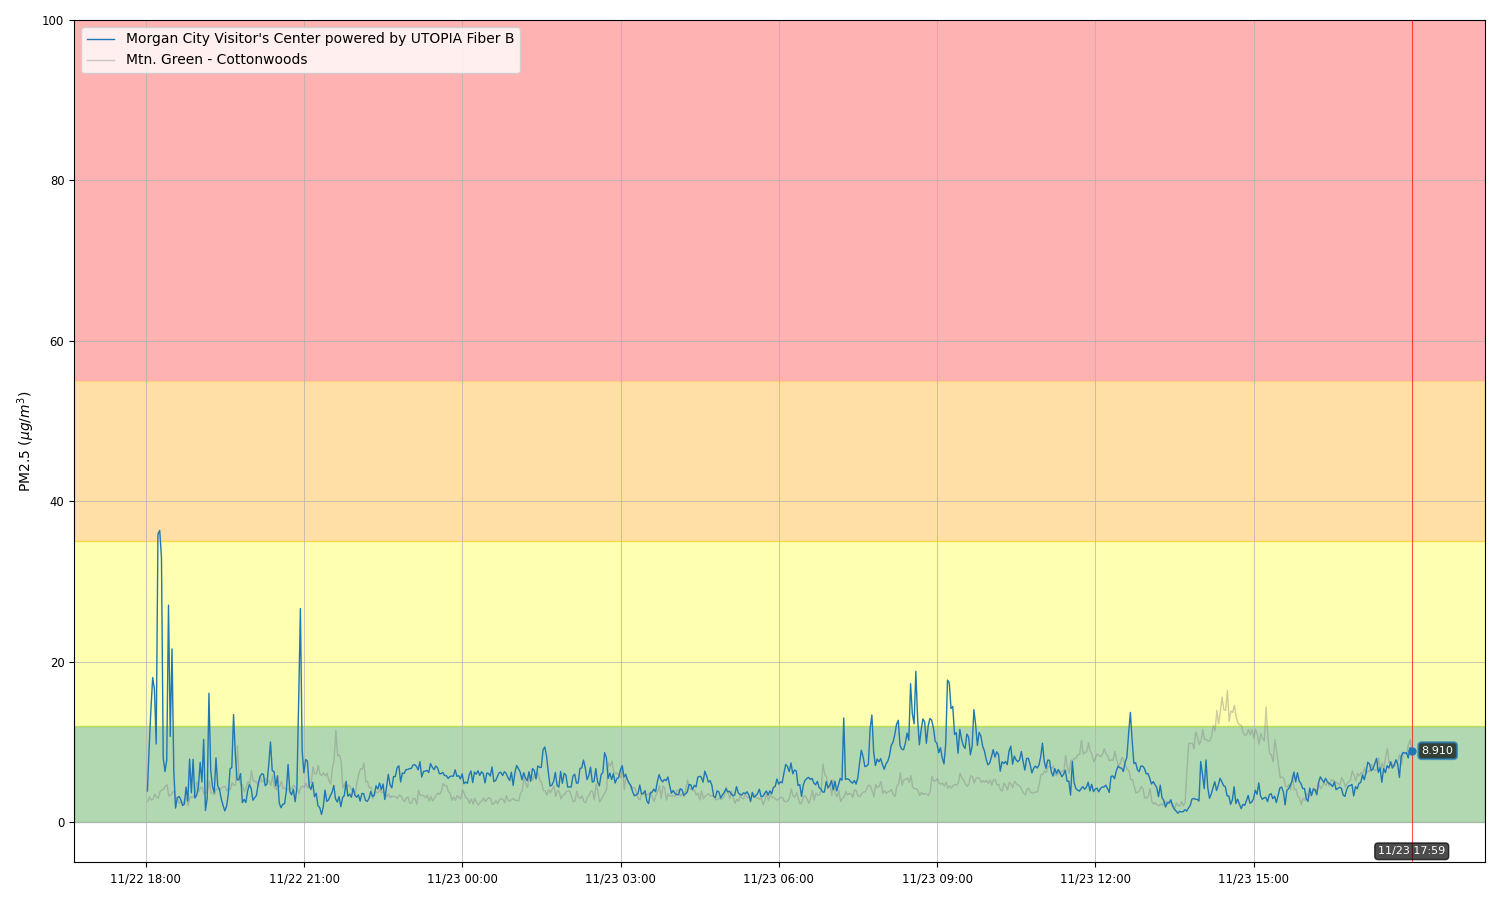 100
Morgan City Visitor's Center powered by UTOPIA Fiber B
Mtn. Green - Cottonwoods
80
60
PM2.5 (μg/m³)
40
20
8.910
0
11/23 17:59
11/22 18:00 11/22 21:00 11/23 00:00 11/23 03:00 11/23 06:00 11/23 09:00 11/23 12:00 11/23 15:00